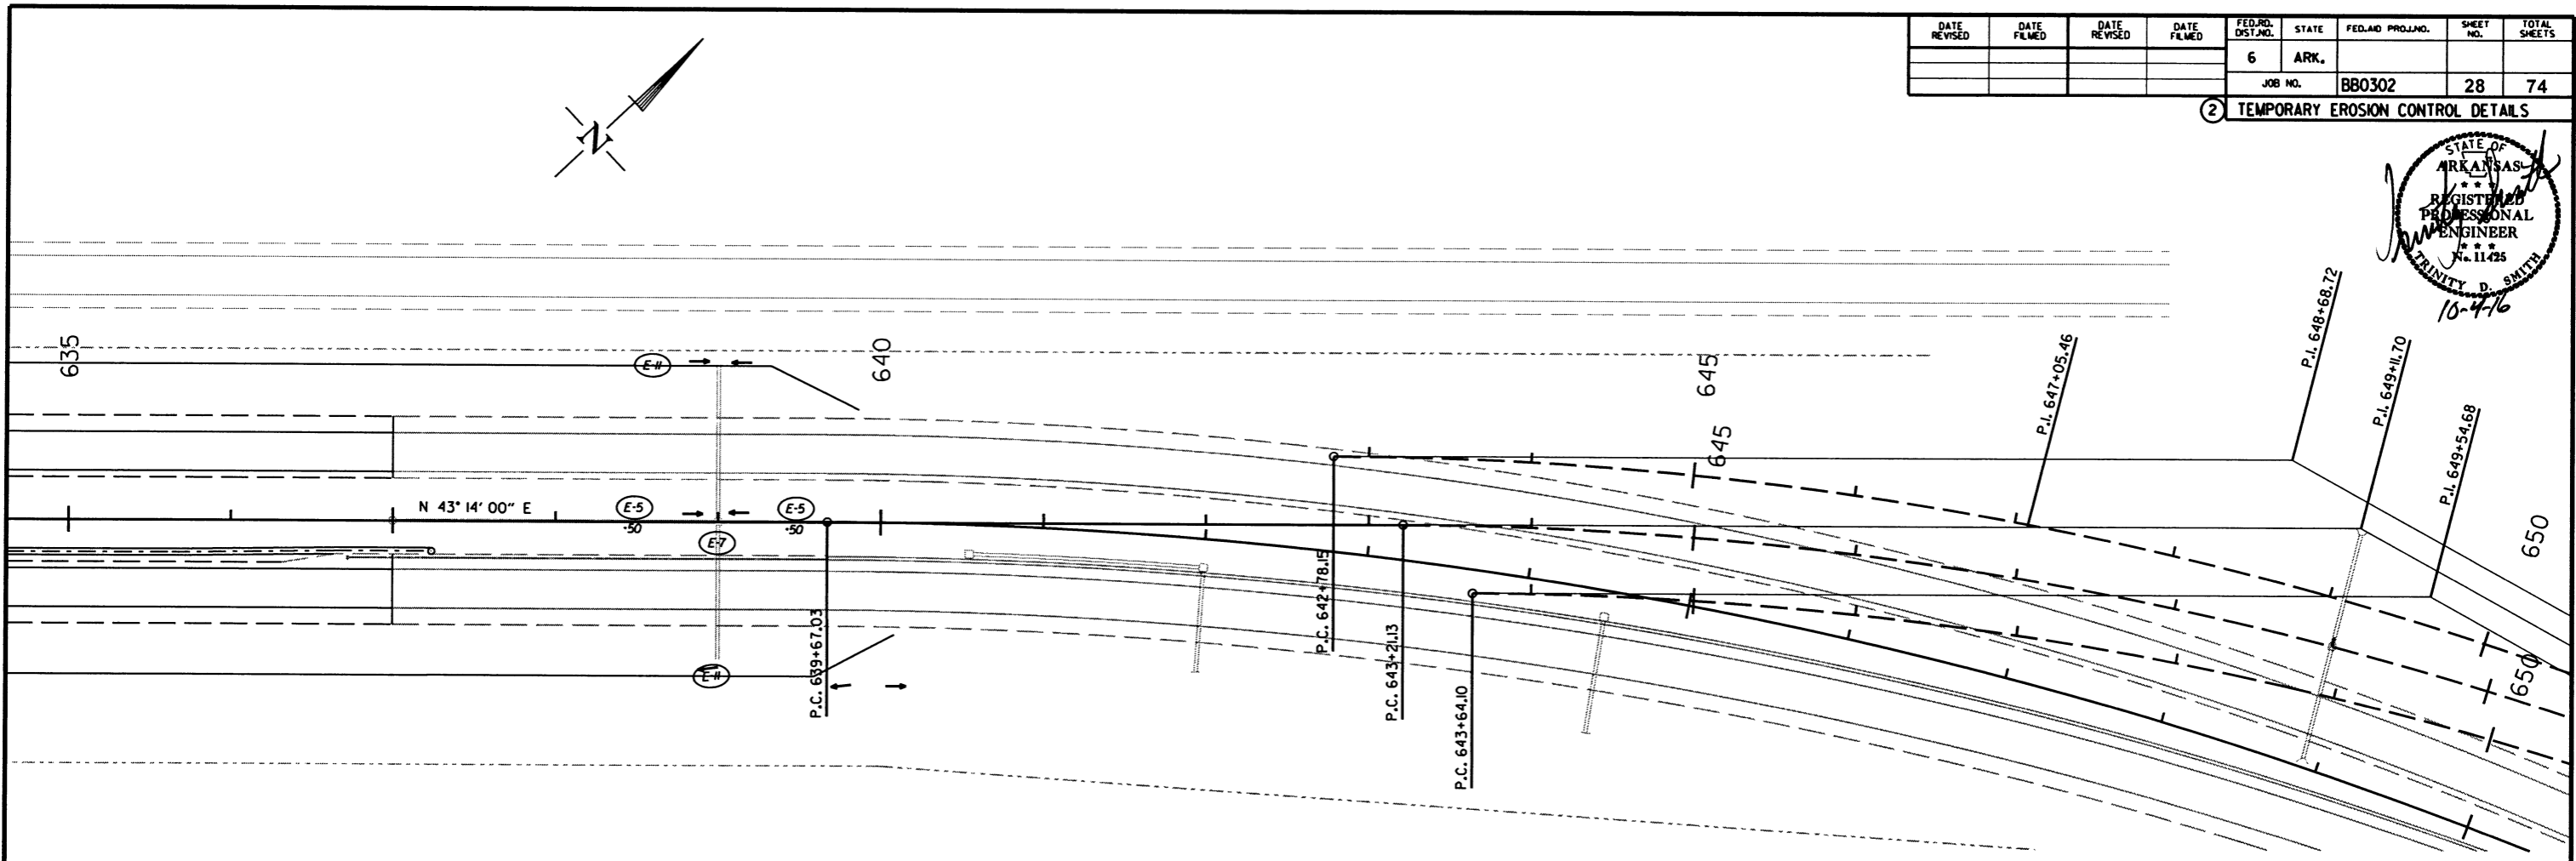 DATE REVISED
DATE FILMED
DATE REVISED
DATE FILMED
FED.RD. DIST.NO.
STATE
FED.AID PROJ.NO.
SHEET NO.
TOTAL SHEETS
6
ARK.
JOB NO.
BB0302
28
74
2
TEMPORARY EROSION CONTROL DETAILS
N
STATE OF
ARKANSAS
REGISTERED
PROFESSIONAL
ENGINEER
No. 11425
TRINITY D. SMITH
10-4-16
635
640
645
645
650
650
P.I. 647+05.46
P.I. 648+68.72
P.I. 649+11.70
P.I. 649+54.68
E-11
N 43° 14' 00" E
E-5
+50
E-5
+50
E-7
E-11
P.C. 639+67.03
P.C. 642+78.15
P.C. 643+21.13
P.C. 643+64.10